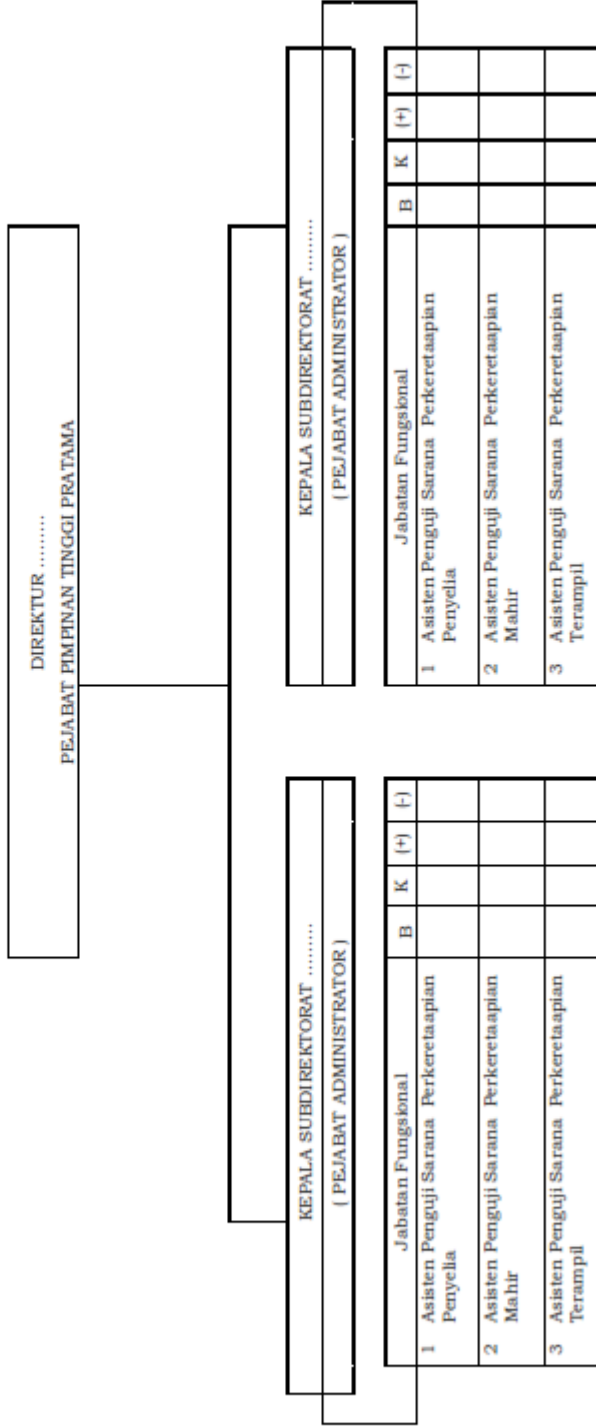 DIREKTUR .........
PEJABAT PIMPINAN TINGGI PRATAMA
KEPALA SUBDIREKTORAT .........
( PEJABAT ADMINISTRATOR )
Jabatan Fungsional B K (+) (-)
1 Asisten Penguji Sarana Perkeretaapian
Penyelia
2 Asisten Penguji Sarana Perkeretaapian
Mahir
3 Asisten Penguji Sarana Perkeretaapian
Terampil
KEPALA SUBDIREKTORAT .........
( PEJABAT ADMINISTRATOR )
Jabatan Fungsional B K (+) (-)
1 Asisten Penguji Sarana Perkeretaapian
Penyelia
2 Asisten Penguji Sarana Perkeretaapian
Mahir
3 Asisten Penguji Sarana Perkeretaapian
Terampil